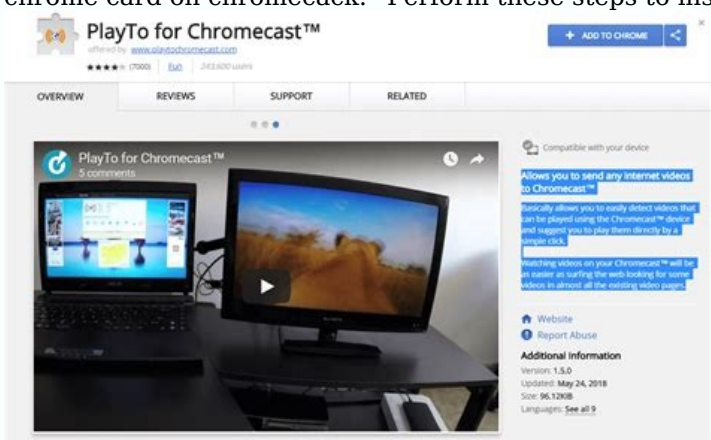 chrome card on chromecack. Perform these steps to ins
PlayTo for Chromecast™
offered by www.playtochromecast.com
(7000) Fun 243,600 users
+ ADD TO CHROME
OVERVIEW REVIEWS SUPPORT RELATED
PlayTo for Chromecast™
5 comments
Compatible with your device
Allows you to send any internet videos
to Chromecast™
Basically allows you to easily detect videos that
can be played using the Chromecast™ device
and suggest you to play them directly by a
simple click.
Watching videos on your Chromecast™ will be
as easier as surfing the web looking for some
videos in almost all the existing video pages.
Website
Report Abuse
Additional Information
Version: 1.5.0
Updated: May 24, 2018
Size: 96.12KiB
Languages: See all 9